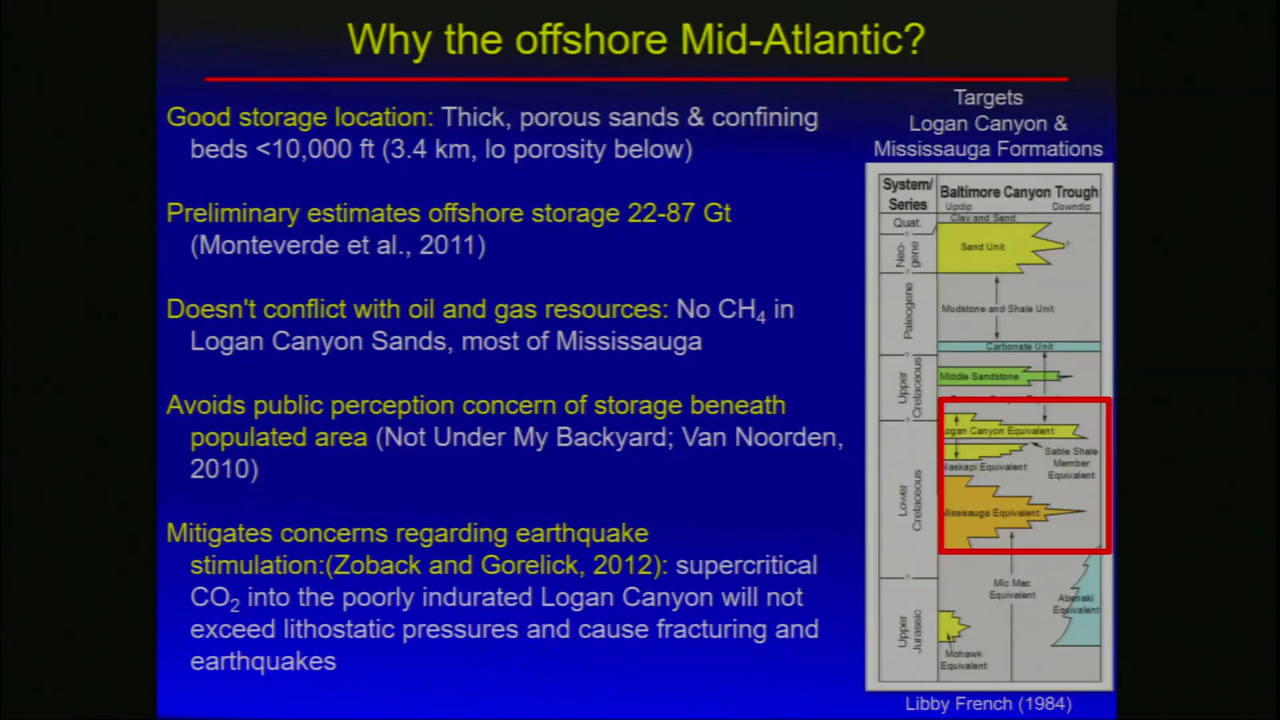 Why the offshore Mid-Atlantic?
Good storage location: Thick, porous sands & confining
beds <10,000 ft (3.4 km, lo porosity below)
Preliminary estimates offshore storage 22-87 Gt
(Monteverde et al., 2011)
Doesn't conflict with oil and gas resources: No CH4 in
Logan Canyon Sands, most of Mississauga
Avoids public perception concern of storage beneath
populated area (Not Under My Backyard; Van Noorden,
2010)
Mitigates concerns regarding earthquake
stimulation:(Zoback and Gorelick, 2012): supercritical
CO2 into the poorly indurated Logan Canyon will not
exceed lithostatic pressures and cause fracturing and
earthquakes
Targets
Logan Canyon &
Mississauga Formations
System/
Series
Baltimore Canyon Trough
Updip
Downdip
Quat.
Clay and Sand
Neo-
gene
Sand Unit
?
Paleogene
Mudstone and Shale Unit
Carbonate Unit
Upper
Cretaceous
Middle Sandstone
Lower
Cretaceous
Logan Canyon Equivalent
Sable Shale
Member
Equivalent
Naskapi Equivalent
Missisauga Equivalent
Mic Mac
Equivalent
Abenaki
Equivalent
Upper
Jurassic
Mohawk
Equivalent
Libby French (1984)